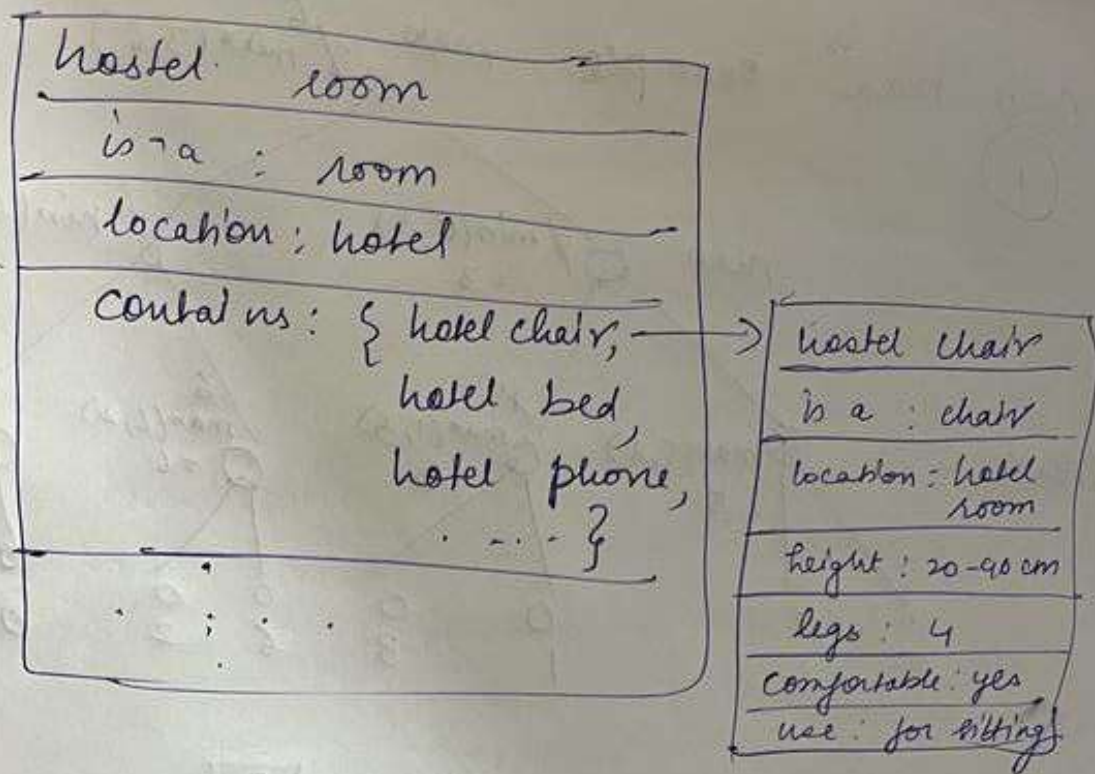 hostel room
is-a : room
location : hotel
contains : { hotel chair,
hotel bed,
hotel phone,
. . . . }
hostel chair
is a : chair
location : hotel
room
height : 20-90 cm
legs : 4
comfortable : yes
use : for sitting